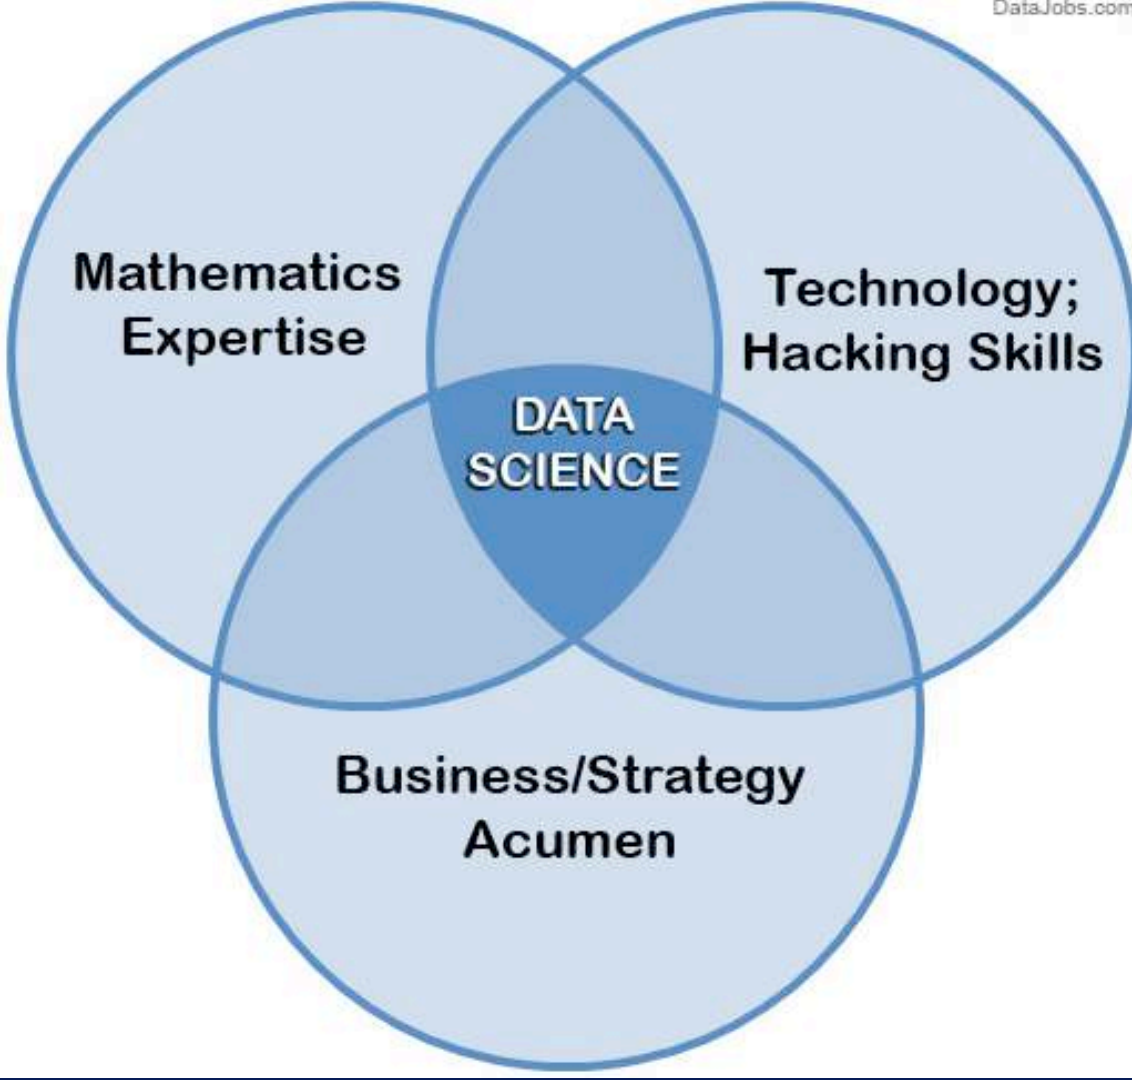 DataJobs.com
Mathematics
Expertise
Technology;
Hacking Skills
DATA
SCIENCE
Business/Strategy
Acumen